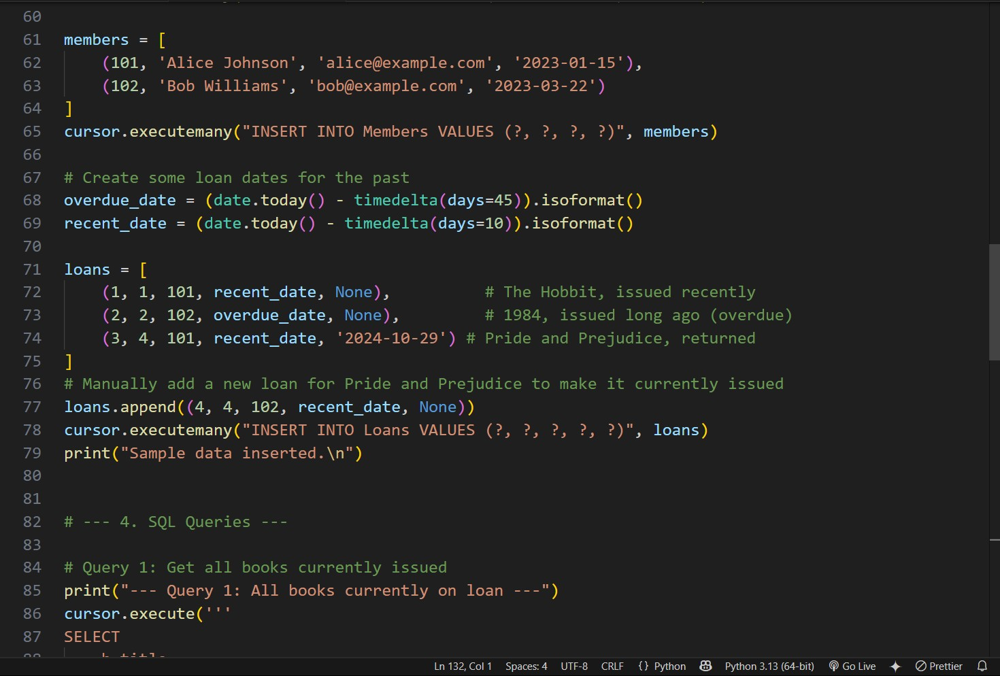 60
61 members = [
62     (101, 'Alice Johnson', 'alice@example.com', '2023-01-15'),
63     (102, 'Bob Williams', 'bob@example.com', '2023-03-22')
64 ]
65 cursor.executemany("INSERT INTO Members VALUES (?, ?, ?, ?)", members)
66
67 # Create some loan dates for the past
68 overdue_date = (date.today() - timedelta(days=45)).isoformat()
69 recent_date = (date.today() - timedelta(days=10)).isoformat()
70
71 loans = [
72     (1, 1, 101, recent_date, None),          # The Hobbit, issued recently
73     (2, 2, 102, overdue_date, None),         # 1984, issued long ago (overdue)
74     (3, 4, 101, recent_date, '2024-10-29') # Pride and Prejudice, returned
75 ]
76 # Manually add a new loan for Pride and Prejudice to make it currently issued
77 loans.append((4, 4, 102, recent_date, None))
78 cursor.executemany("INSERT INTO Loans VALUES (?, ?, ?, ?, ?)", loans)
79 print("Sample data inserted.\n")
80
81
82 # --- 4. SQL Queries ---
83
84 # Query 1: Get all books currently issued
85 print("--- Query 1: All books currently on loan ---")
86 cursor.execute('''
87 SELECT
Ln 132, Col 1 Spaces: 4 UTF-8 CRLF {} Python Python 3.13 (64-bit) Go Live Prettier